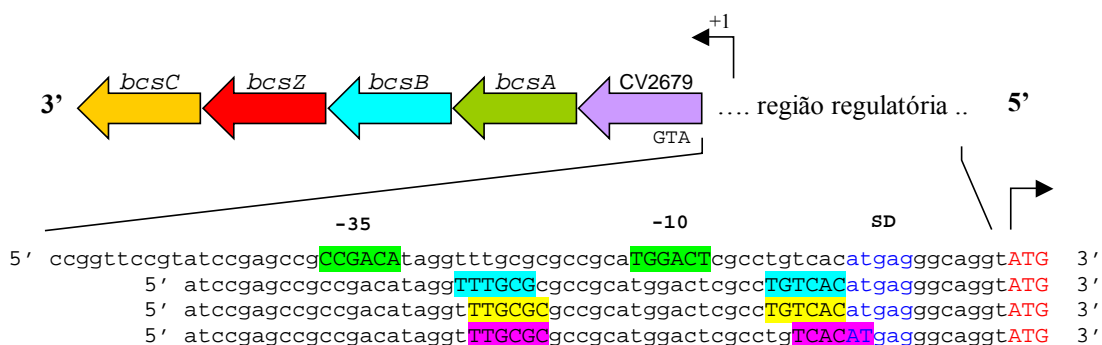 +1
bcsC bcsZ bcsB bcsA CV2679
3’ .... região regulatória .. 5’
GTA
-35 -10 SD
5’ ccggttccgtatccgagccgCCGACAtaggtttgcgcgccgcaTGGACTcgcctgtcacatgagggcaggtATG 3’
5’ atccgagccgccgacataggTTTGCGcgccgcatggactcgccTGTCACatgagggcaggtATG 3’
5’ atccgagccgccgacataggtTTGCGCgccgcatggactcgccTGTCACatgagggcaggtATG 3’
5’ atccgagccgccgacataggtTTGCGCgccgcatggactcgcctgTCACATgagggcaggtATG 3’